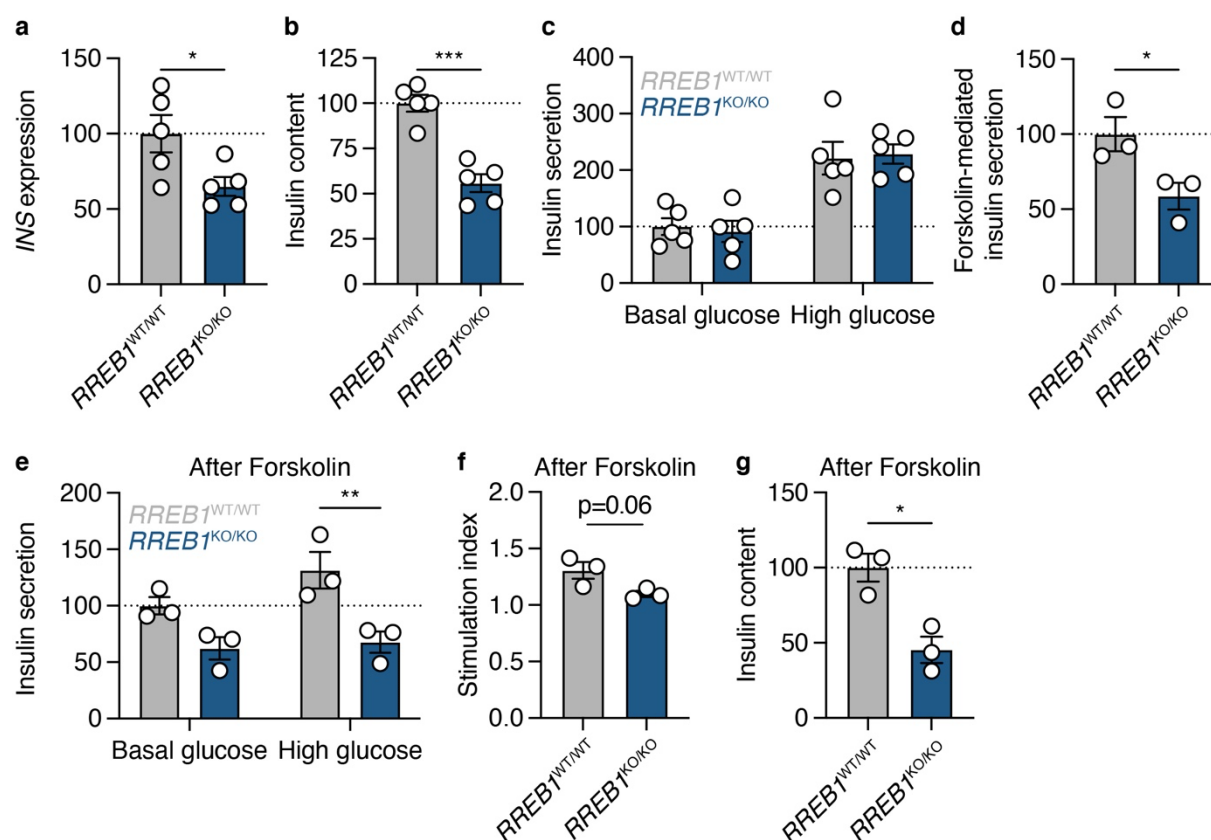 a
INS expression
150
100
50
0
*
RREB1WT/WT
RREB1KO/KO
b
Insulin content
125
100
75
50
25
0
***
RREB1WT/WT
RREB1KO/KO
c
Insulin secretion
400
300
200
100
0
RREB1WT/WT
RREB1KO/KO
Basal glucose
High glucose
d
Forskolin-mediated
insulin secretion
150
100
50
0
*
RREB1WT/WT
RREB1KO/KO
e
After Forskolin
Insulin secretion
200
150
100
50
0
RREB1WT/WT
RREB1KO/KO
**
Basal glucose
High glucose
f
After Forskolin
Stimulation index
2.0
1.5
1.0
0.5
0.0
p=0.06
RREB1WT/WT
RREB1KO/KO
g
After Forskolin
Insulin content
150
100
50
0
*
RREB1WT/WT
RREB1KO/KO